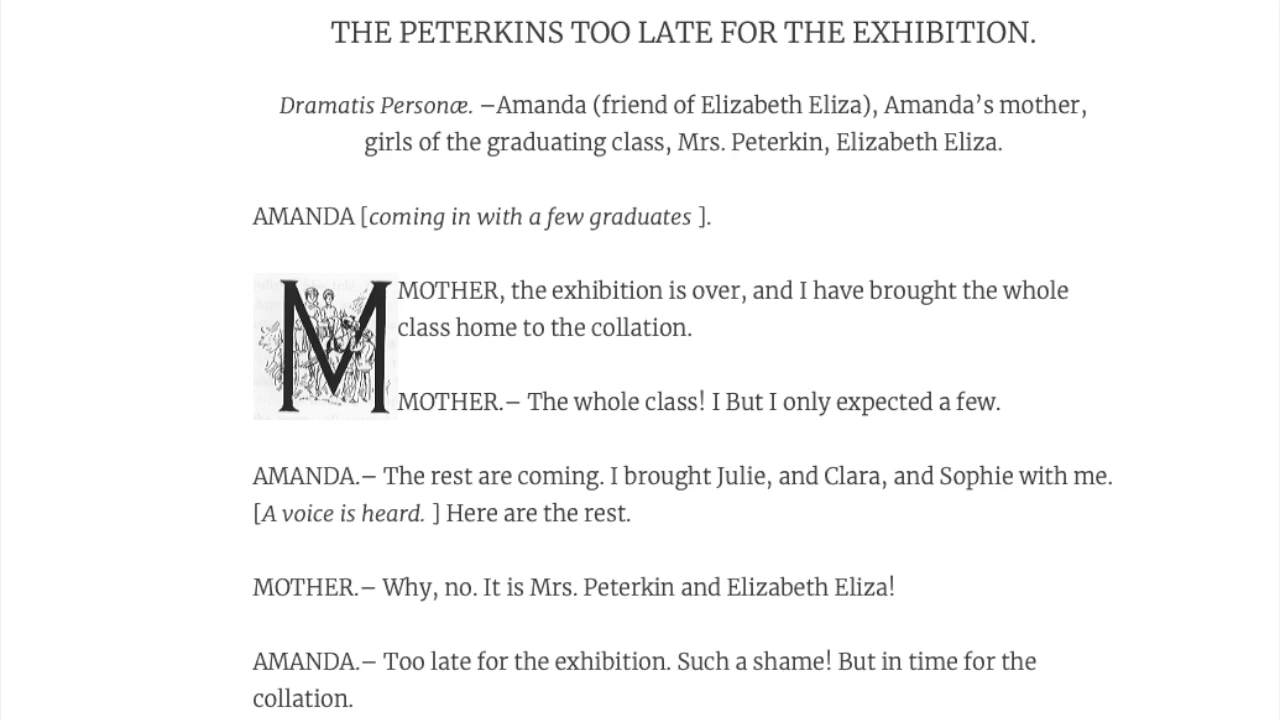 THE PETERKINS TOO LATE FOR THE EXHIBITION.
Dramatis Personæ. –Amanda (friend of Elizabeth Eliza), Amanda’s mother,
girls of the graduating class, Mrs. Peterkin, Elizabeth Eliza.
AMANDA [coming in with a few graduates ].
M
MOTHER, the exhibition is over, and I have brought the whole
class home to the collation.
MOTHER.– The whole class! I But I only expected a few.
AMANDA.– The rest are coming. I brought Julie, and Clara, and Sophie with me.
[A voice is heard. ] Here are the rest.
MOTHER.– Why, no. It is Mrs. Peterkin and Elizabeth Eliza!
AMANDA.– Too late for the exhibition. Such a shame! But in time for the
collation.